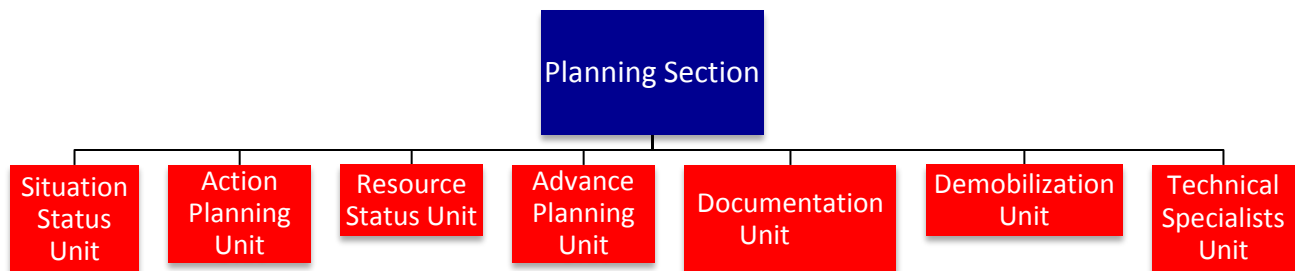 Planning Section
Situation
Status
Unit
Action
Planning
Unit
Resource
Status Unit
Advance
Planning
Unit
Documentation
Unit
Demobilization
Unit
Technical
Specialists
Unit